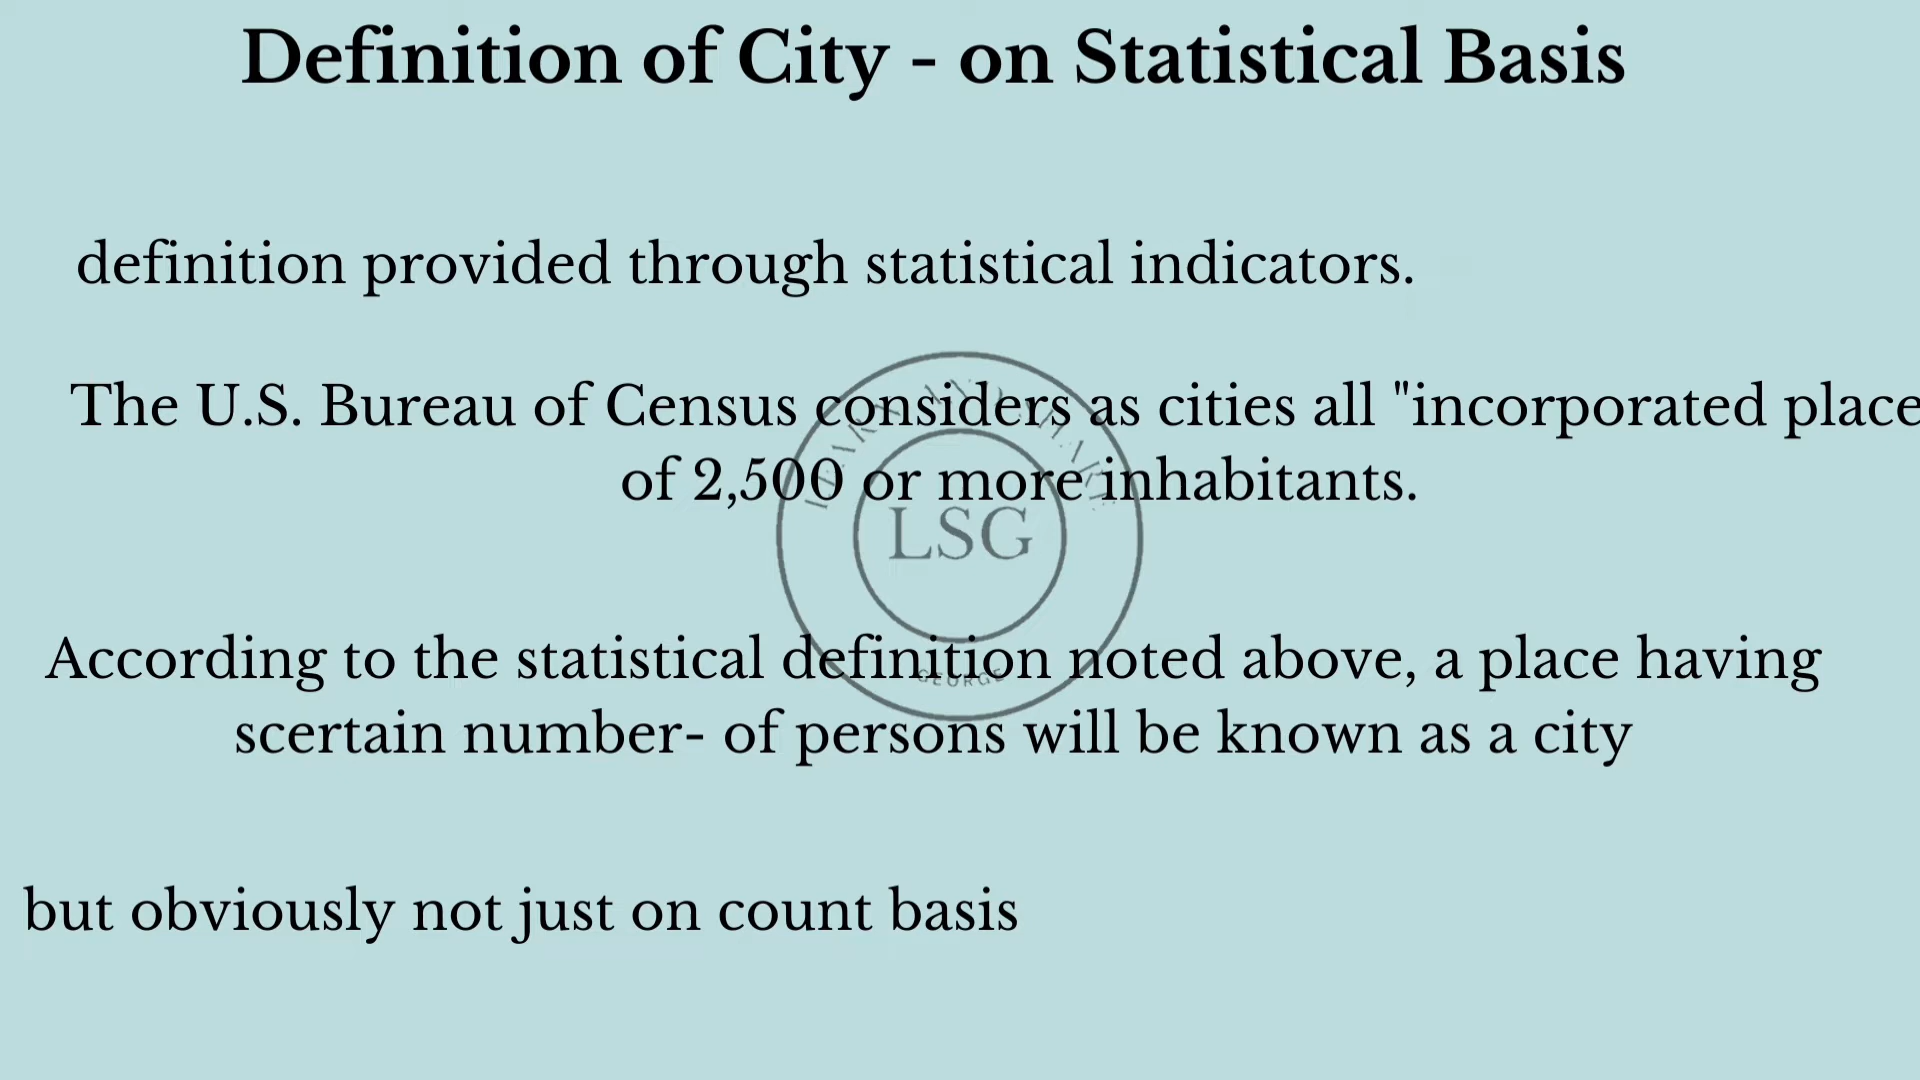 Definition of City - on Statistical Basis
definition provided through statistical indicators.
The U.S. Bureau of Census considers as cities all "incorporated place
of 2,500 or more inhabitants.
LSG
GEORGE
According to the statistical definition noted above, a place having
scertain number- of persons will be known as a city
but obviously not just on count basis